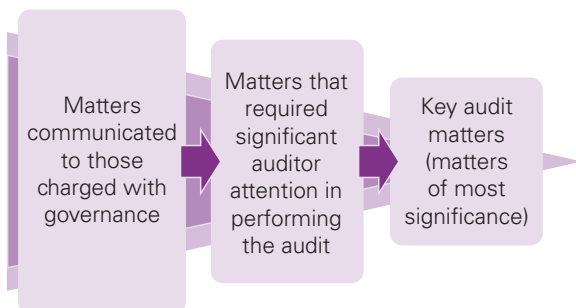 Matters
communicated
to those
charged with
governance
Matters that
required
significant
auditor
attention in
performing
the audit
Key audit
matters
(matters
of most
significance)